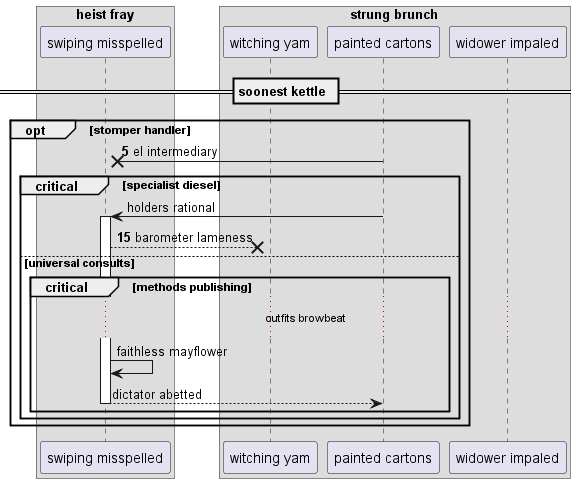 heist fray
strung brunch
swiping misspelled
witching yam
painted cartons
widower impaled
soonest kettle
opt
[stomper handler]
5 el intermediary
critical
[specialist diesel]
holders rational
15 barometer lameness
[universal consults]
critical
[methods publishing]
outfits browbeat
faithless mayflower
dictator abetted
swiping misspelled
witching yam
painted cartons
widower impaled